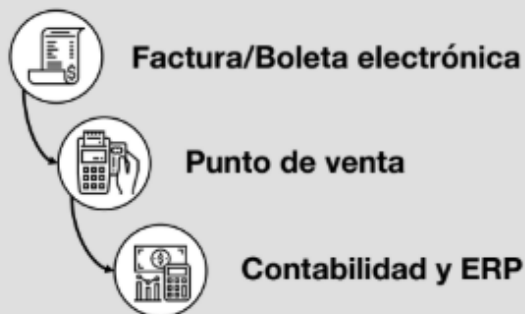 Factura/Boleta electrónica
Punto de venta
Contabilidad y ERP